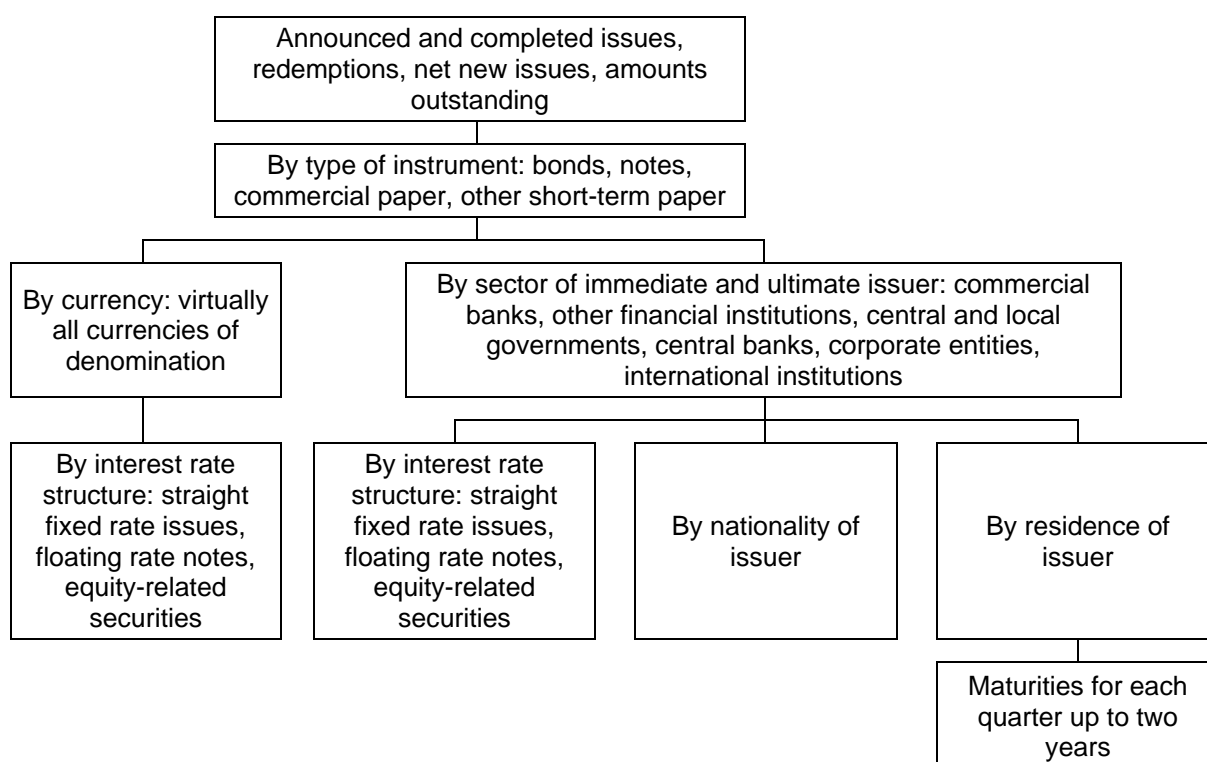 Announced and completed issues,
redemptions, net new issues, amounts
outstanding
By type of instrument: bonds, notes,
commercial paper, other short-term paper
By currency: virtually
all currencies of
denomination
By sector of immediate and ultimate issuer: commercial
banks, other financial institutions, central and local
governments, central banks, corporate entities,
international institutions
By interest rate
structure: straight
fixed rate issues,
floating rate notes,
equity-related
securities
By interest rate
structure: straight
fixed rate issues,
floating rate notes,
equity-related
securities
By nationality of
issuer
By residence of
issuer
Maturities for each
quarter up to two
years